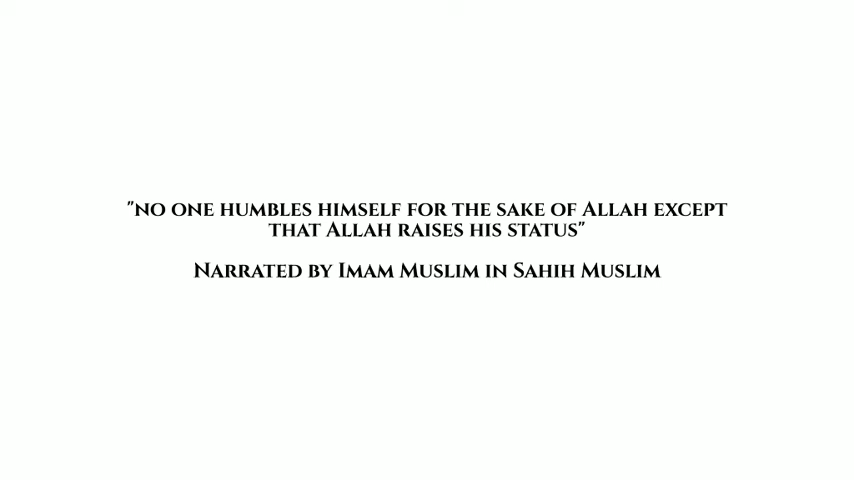 "no one humbles himself for the sake of Allah except
that Allah raises his status"
Narrated by Imam Muslim in Sahih Muslim